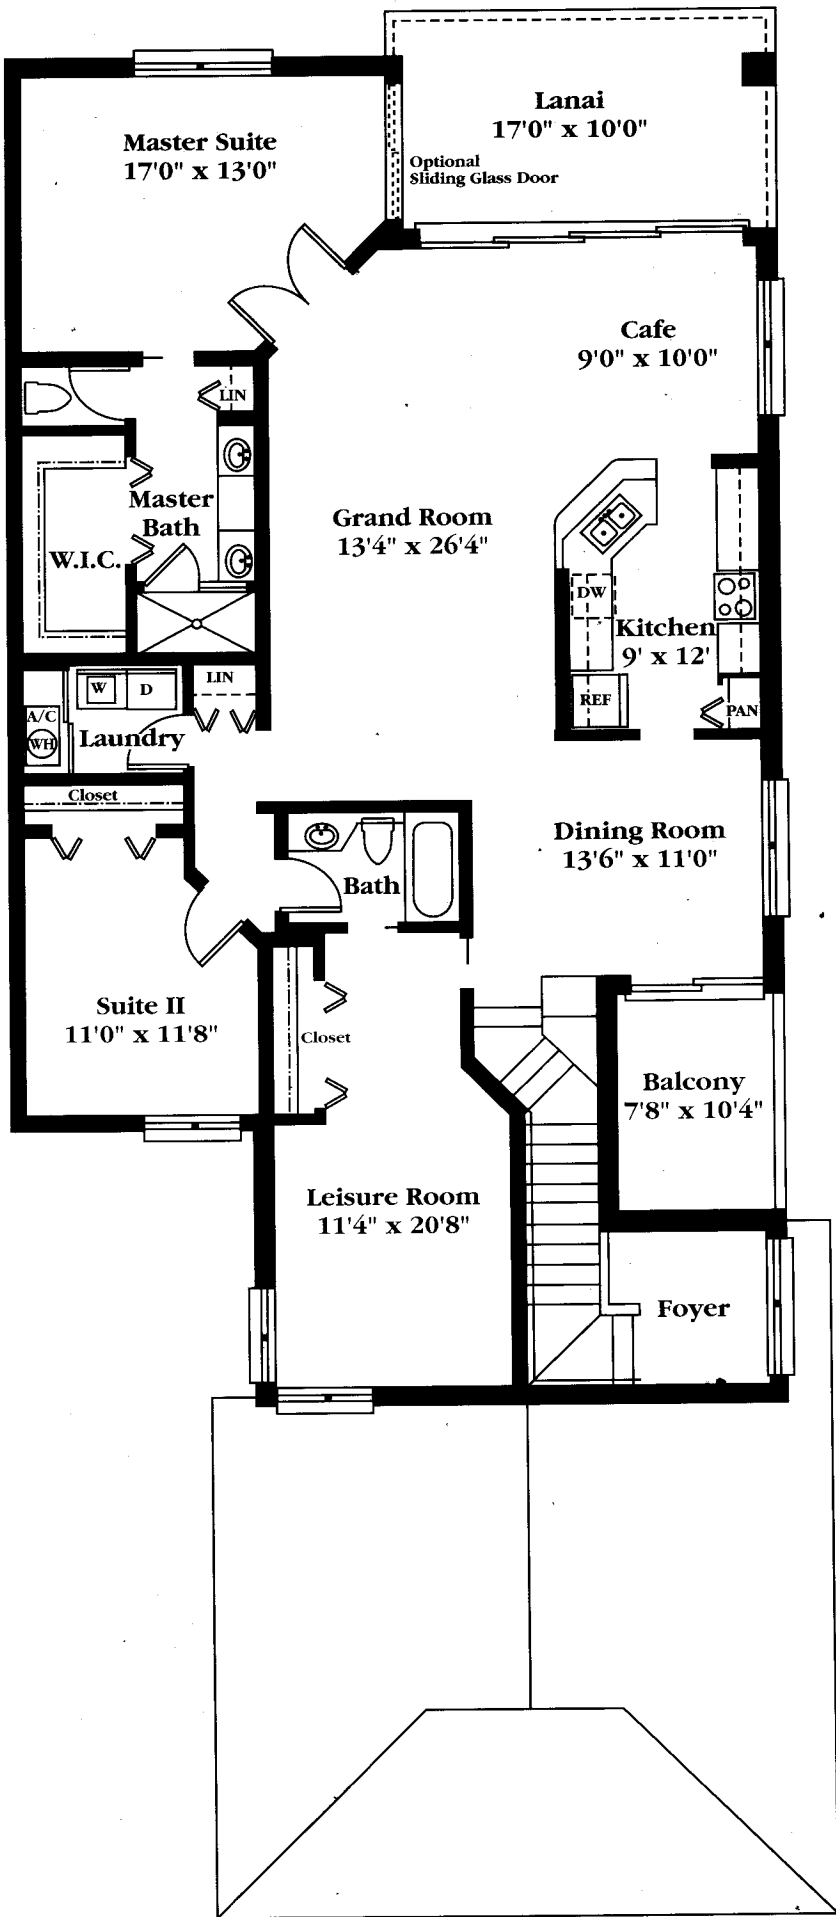 Lanai
17'0" x 10'0"
Master Suite
17'0" x 13'0"
Optional
Sliding Glass Door
Cafe
9'0" x 10'0"
LIN
Master
Bath
Grand Room
13'4" x 26'4"
W.I.C.
DW
Kitchen
9' x 12'
LIN
W
D
REF
PAN
A/C
WH
Laundry
Closet
Dining Room
13'6" x 11'0"
Bath
Suite II
11'0" x 11'8"
Closet
Balcony
7'8" x 10'4"
Leisure Room
11'4" x 20'8"
Foyer